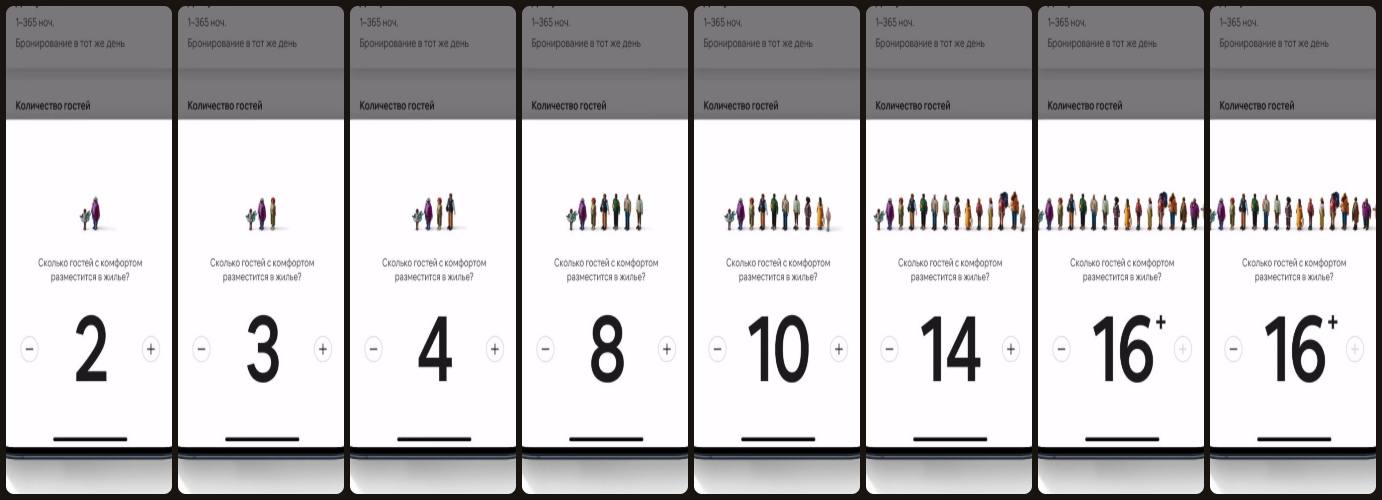 1–365 ноч.
Бронирование в тот же день
Количество гостей
Сколько гостей с комфортом
разместится в жилье?
− 2 +
1–365 ноч.
Бронирование в тот же день
Количество гостей
Сколько гостей с комфортом
разместится в жилье?
− 3 +
1–365 ноч.
Бронирование в тот же день
Количество гостей
Сколько гостей с комфортом
разместится в жилье?
− 4 +
1–365 ноч.
Бронирование в тот же день
Количество гостей
Сколько гостей с комфортом
разместится в жилье?
− 8 +
1–365 ноч.
Бронирование в тот же день
Количество гостей
Сколько гостей с комфортом
разместится в жилье?
− 10 +
1–365 ноч.
Бронирование в тот же день
Количество гостей
Сколько гостей с комфортом
разместится в жилье?
− 14 +
1–365 ноч.
Бронирование в тот же день
Количество гостей
Сколько гостей с комфортом
разместится в жилье?
− 16+ +
1–365 ноч.
Бронирование в тот же день
Количество гостей
Сколько гостей с комфортом
разместится в жилье?
− 16+ +